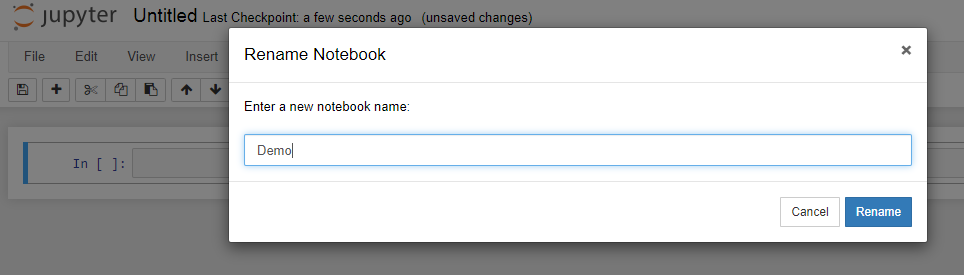 jupyter Untitled Last Checkpoint: a few seconds ago (unsaved changes)
File Edit View Insert
Rename Notebook ×
Enter a new notebook name:
Demo
In [ ]:
Cancel Rename